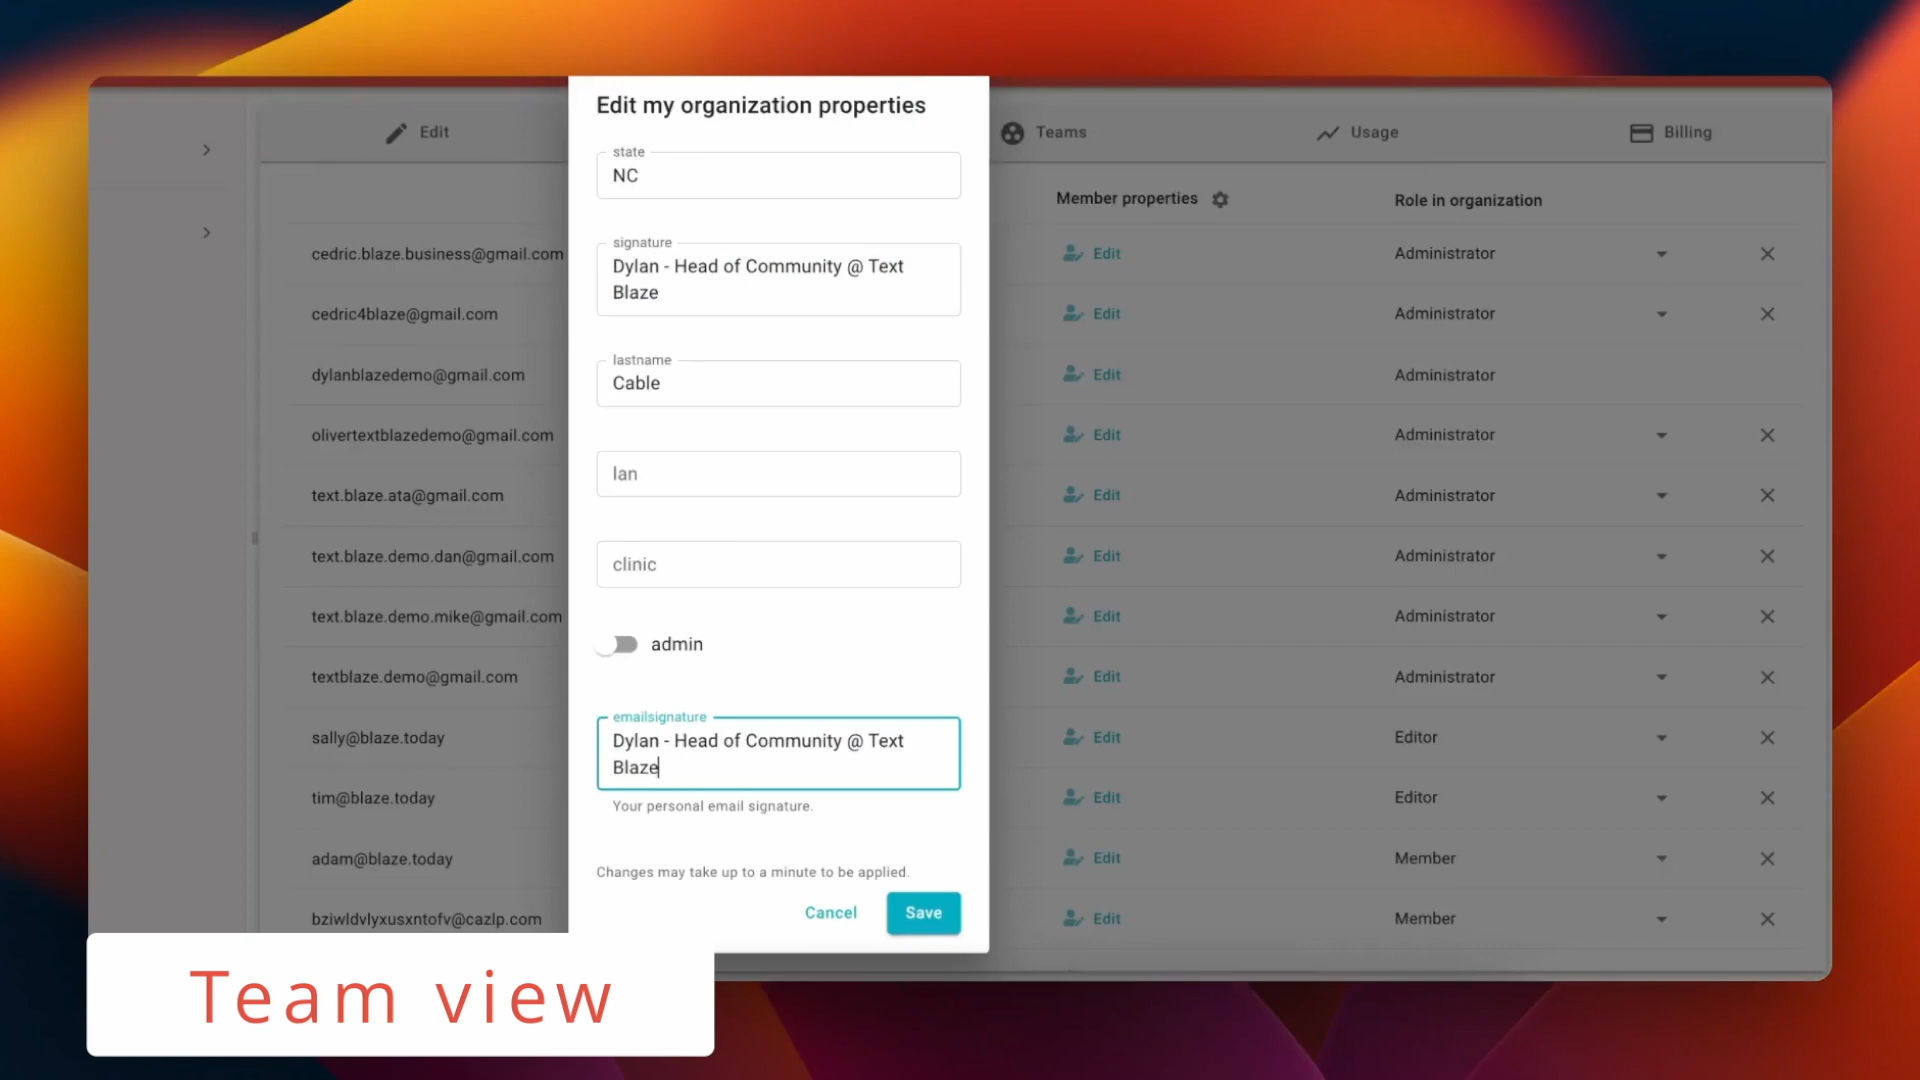 Edit my organization properties
Edit
Teams
Usage
Billing
state
NC
Member properties
Role in organization
signature
Dylan - Head of Community @ Text
Blaze
lastname
Cable
lan
clinic
admin
emailsignature
Dylan - Head of Community @ Text
Blaze
Your personal email signature.
Changes may take up to a minute to be applied.
Cancel
Save
cedric.blaze.business@gmail.com
Edit
Administrator
cedric4blaze@gmail.com
Edit
Administrator
dylanblazedemo@gmail.com
Edit
Administrator
olivertextblazedemo@gmail.com
Edit
Administrator
text.blaze.ata@gmail.com
Edit
Administrator
text.blaze.demo.dan@gmail.com
Edit
Administrator
text.blaze.demo.mike@gmail.com
Edit
Administrator
textblaze.demo@gmail.com
Edit
Administrator
sally@blaze.today
Edit
Editor
tim@blaze.today
Edit
Editor
adam@blaze.today
Edit
Member
bziwldvlyxusxntofv@cazlp.com
Edit
Member
Team view